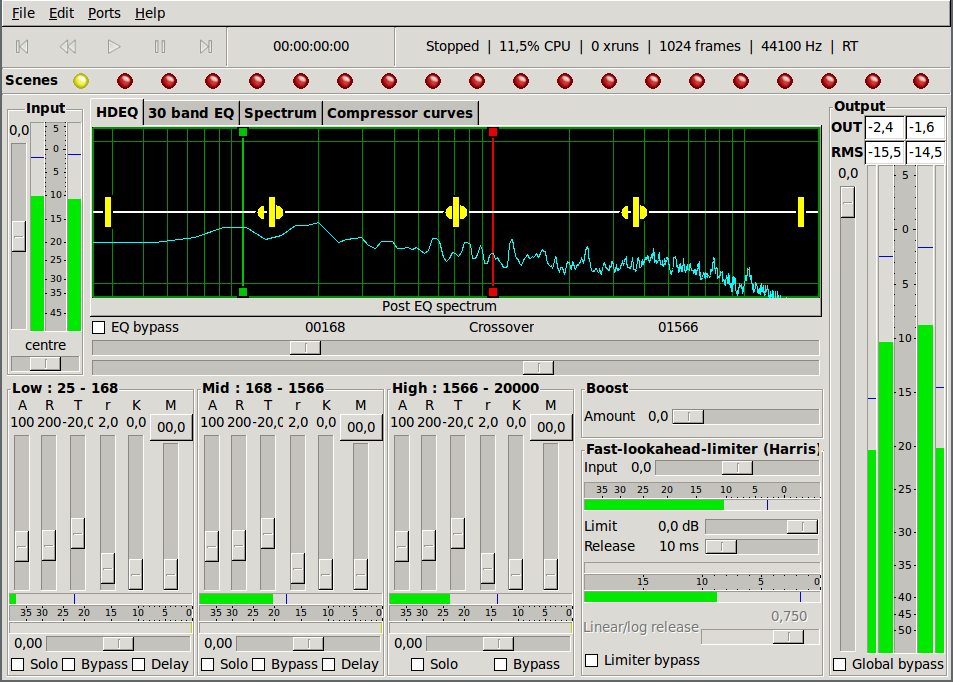 File Edit Ports Help
00:00:00:00 Stopped | 11,5% CPU | 0 xruns | 1024 frames | 44100 Hz | RT
Scenes
Input
0,0
5
0
5
10
15
20
25
30
35
45
centre
HDEQ 30 band EQ Spectrum Compressor curves
Post EQ spectrum
EQ bypass 00168 Crossover 01566
Output
OUT -2,4 -1,6
RMS -15,5 -14,5
0,0
5
0
5
10
15
20
25
30
35
40
45
50
Global bypass
Low : 25 - 168
A R T r K M
100 200 -20,0 2,0 0,0 00,0
35 30 25 20 15 10 5 0
0,00
Solo Bypass Delay
Mid : 168 - 1566
A R T r K M
100 200 -20,0 2,0 0,0 00,0
35 30 25 20 15 10 5 0
0,00
Solo Bypass Delay
High : 1566 - 20000
A R T r K M
100 200 -20,0 2,0 0,0 00,0
35 30 25 20 15 10 5 0
0,00
Solo Bypass
Boost
Amount 0,0
Fast-lookahead-limiter (Harris)
Input 0,0
35 30 25 20 15 10 5 0
Limit 0,0 dB
Release 10 ms
15 10 5 0
0,750
Linear/log release
Limiter bypass